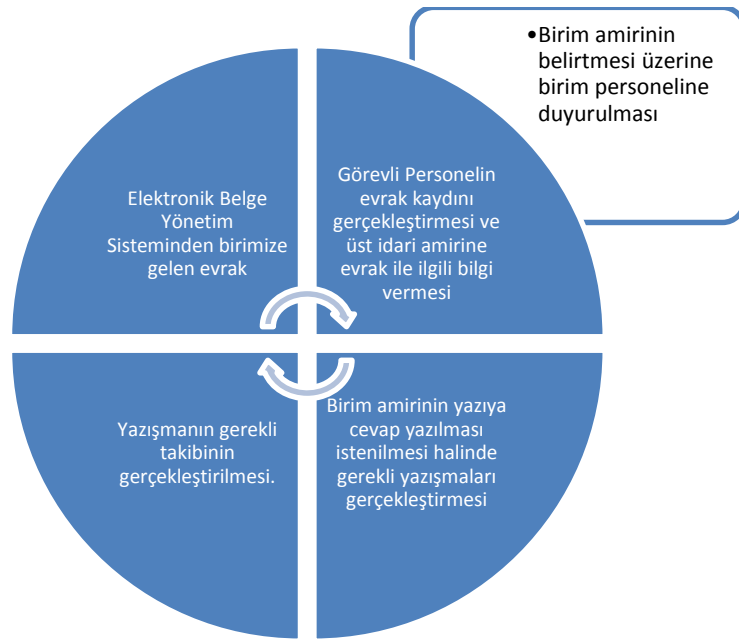 •Birim amirinin
belirtmesi üzerine
birim personeline
duyurulması
Elektronik Belge
Yönetim
Sisteminden birimize
gelen evrak
Görevli Personelin
evrak kaydını
gerçekleştirmesi ve
üst idari amirine
evrak ile ilgili bilgi
vermesi
Yazışmanın gerekli
takibinin
gerçekleştirilmesi.
Birim amirinin yazıya
cevap yazılması
istenilmesi halinde
gerekli yazışmaları
gerçekleştirmesi